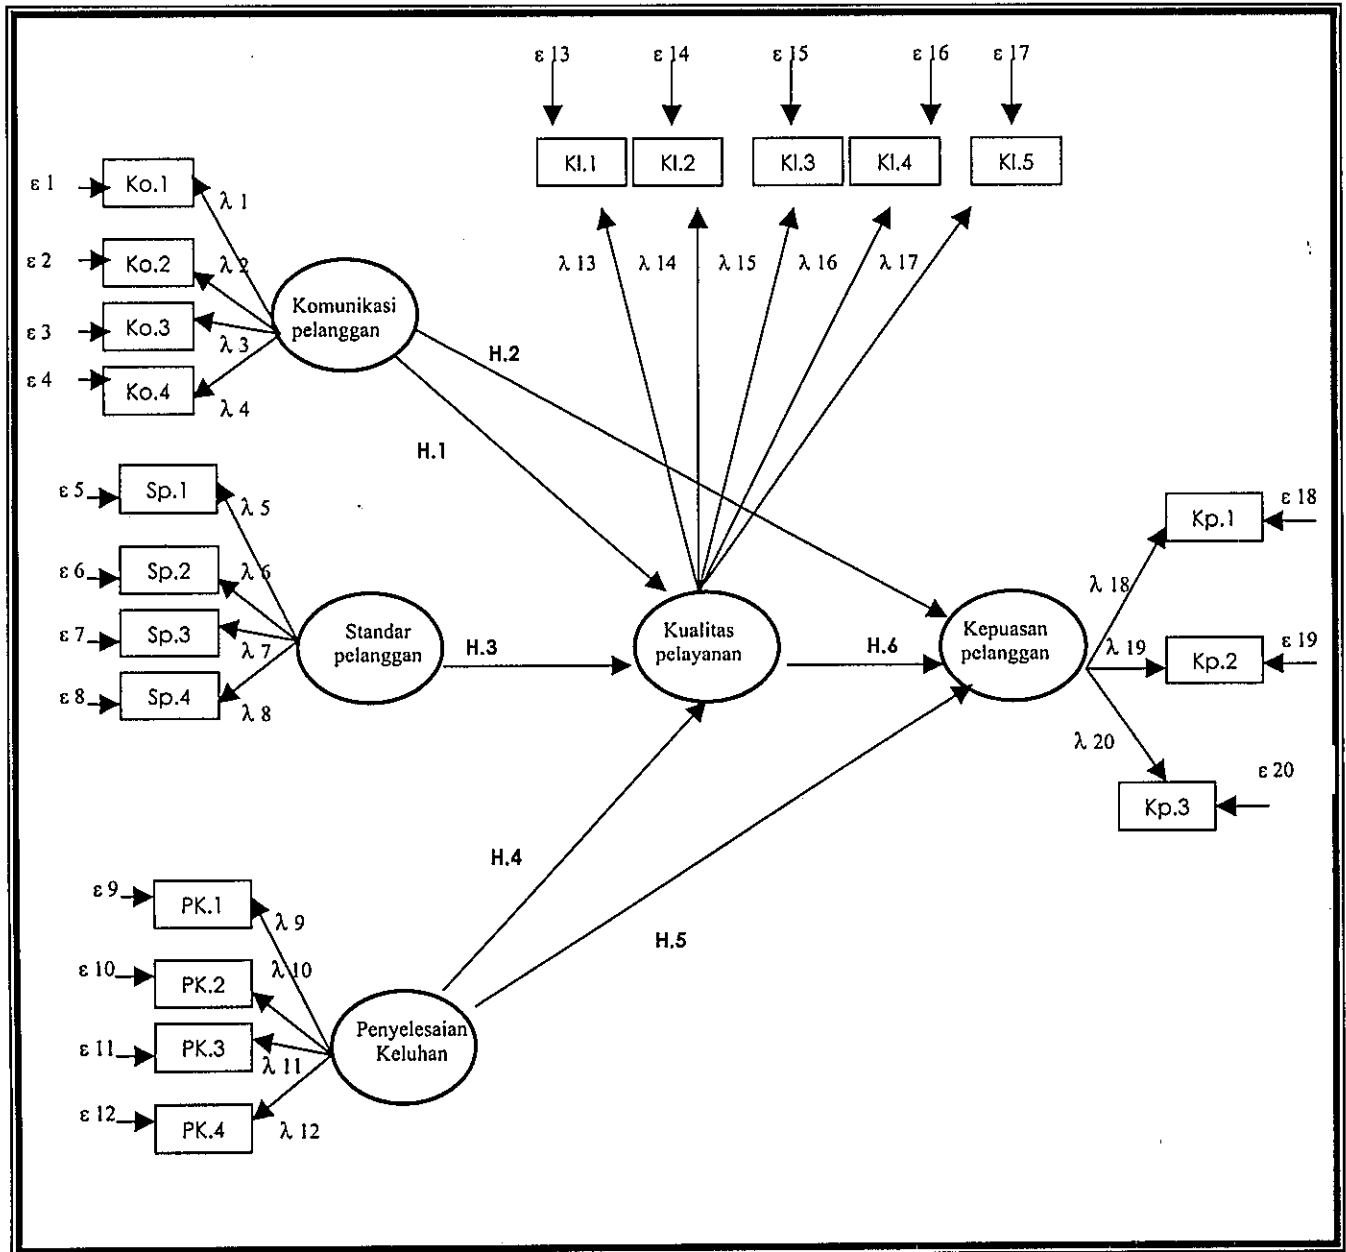 ε 13 ε 14 ε 15 ε 16 ε 17
Kl.1 Kl.2 Kl.3 Kl.4 Kl.5
ε 1 Ko.1 λ 1
ε 2 Ko.2 λ 2
ε 3 Ko.3 λ 3
ε 4 Ko.4 λ 4
Komunikasi
pelanggan
λ 13 λ 14 λ 15 λ 16 λ 17
H.2
H.1
ε 5 Sp.1 λ 5
ε 6 Sp.2 λ 6
ε 7 Sp.3 λ 7
ε 8 Sp.4 λ 8
Standar
pelanggan
H.3
Kualitas
pelayanan
H.6
Kepuasan
pelanggan
λ 18 Kp.1 ε 18
λ 19 Kp.2 ε 19
λ 20 Kp.3 ε 20
H.4
H.5
ε 9 PK.1 λ 9
ε 10 PK.2 λ 10
ε 11 PK.3 λ 11
ε 12 PK.4 λ 12
Penyelesaian
Keluhan